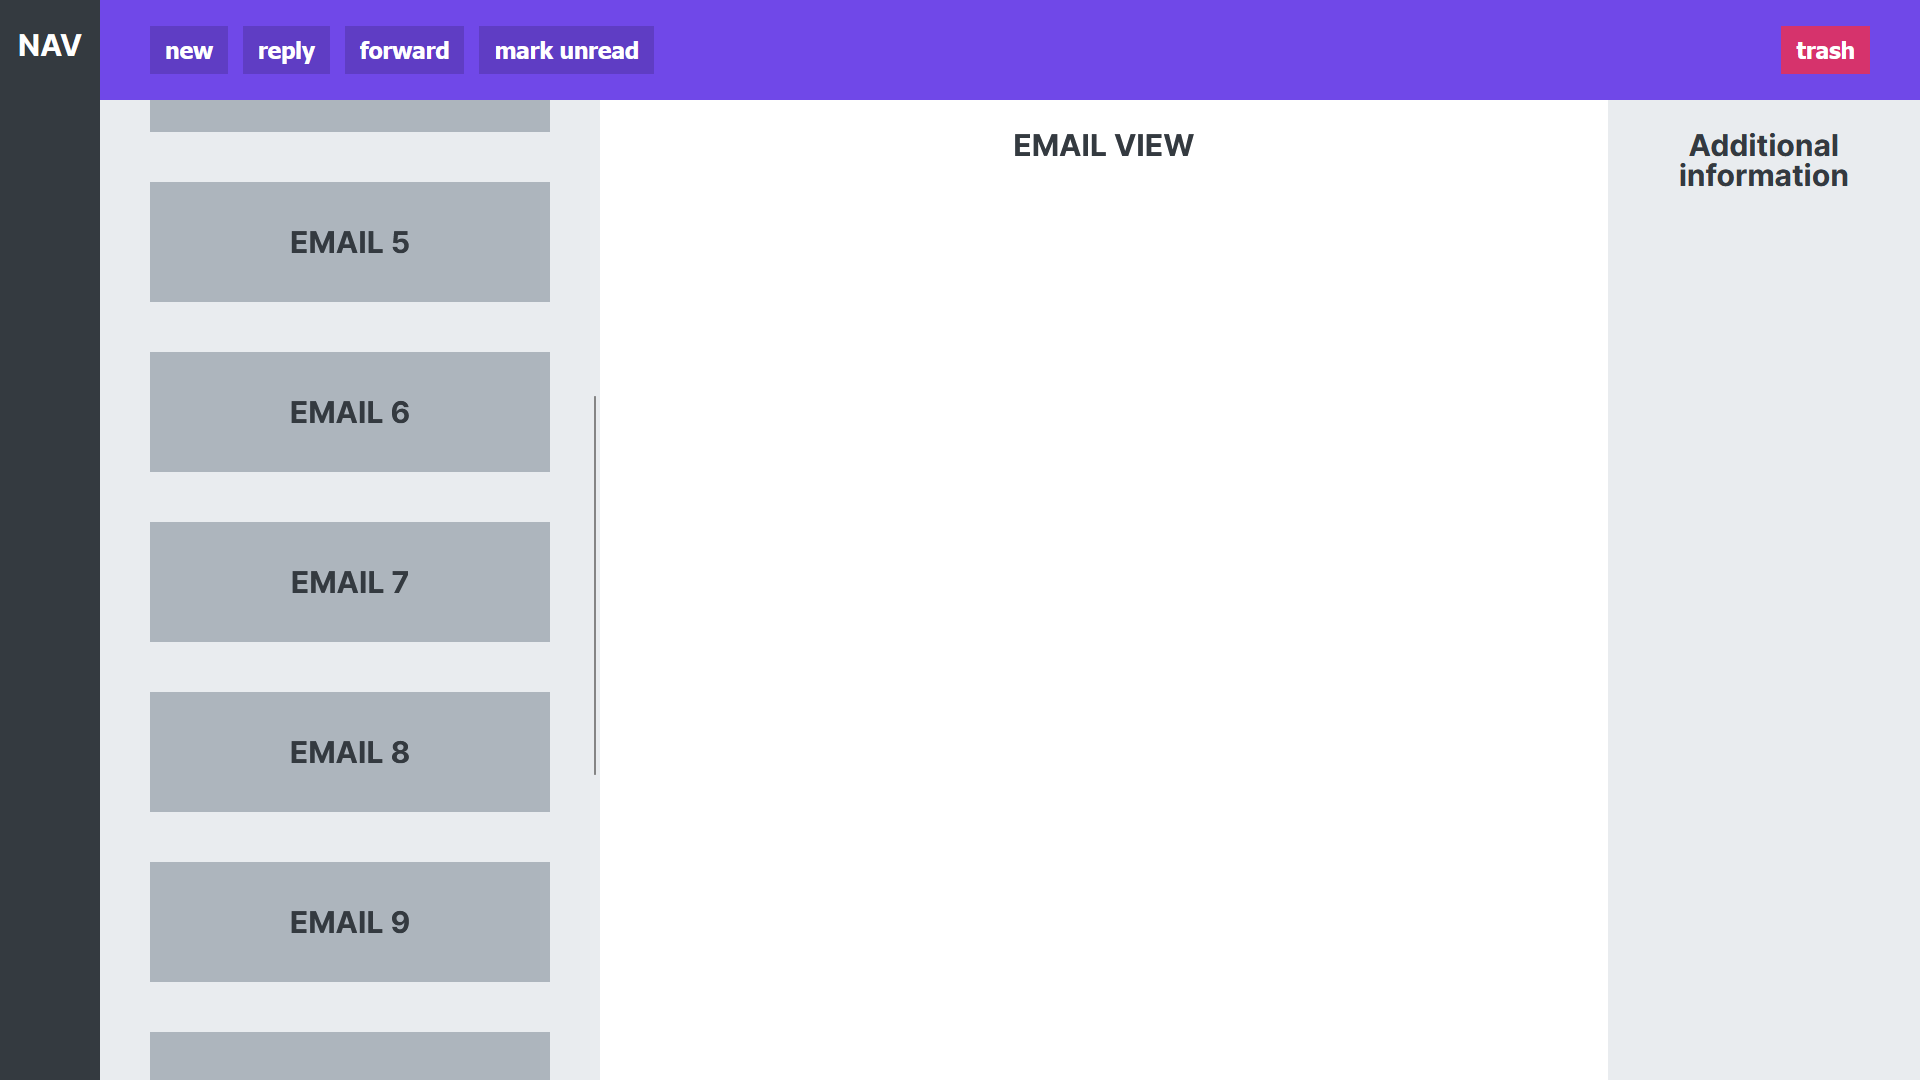 NAV
new
reply
forward
mark unread
trash
EMAIL 5
EMAIL 6
EMAIL 7
EMAIL 8
EMAIL 9
EMAIL VIEW
Additional
information